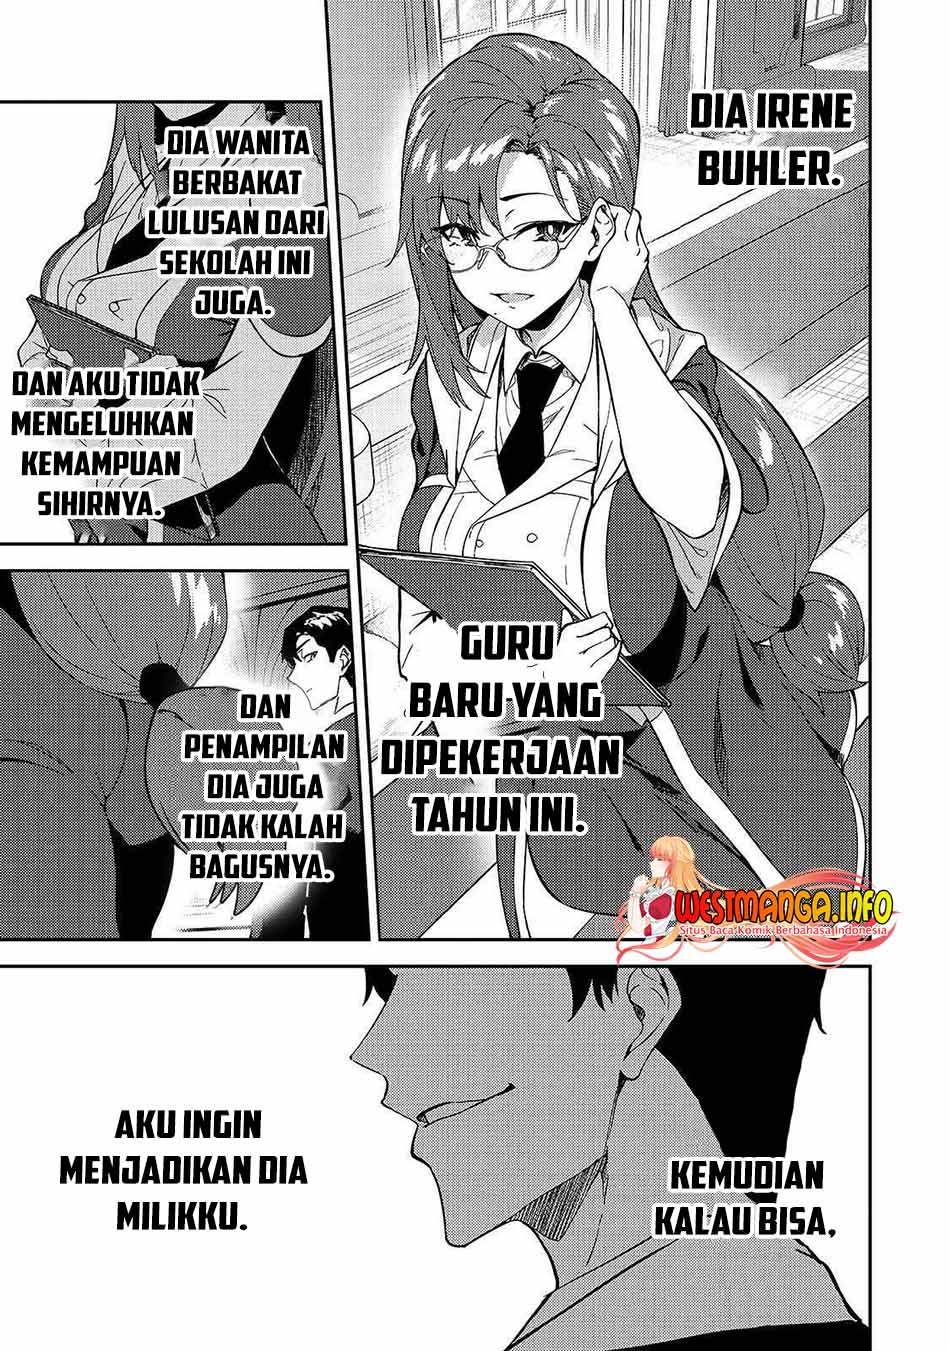 DIA IRENE
BUHLER.
GURU
BARU YANG
DIPEKERJAAN
TAHUN INI.
DIA WANITA
BERBAKAT
LULUSAN DARI
SEKOLAH INI
JUGA.
DAN AKU TIDAK
MENGELUHKAN
KEMAMPUAN
SIHIRNYA.
DAN
PENAMPILAN
DIA JUGA
TIDAK KALAH
BAGUSNYA.
WESTMANGA.INFO
Situs Baca Komik Berbahasa Indonesia
KEMUDIAN
KALAU BISA,
AKU INGIN
MENJADIKAN DIA
MILIKKU.